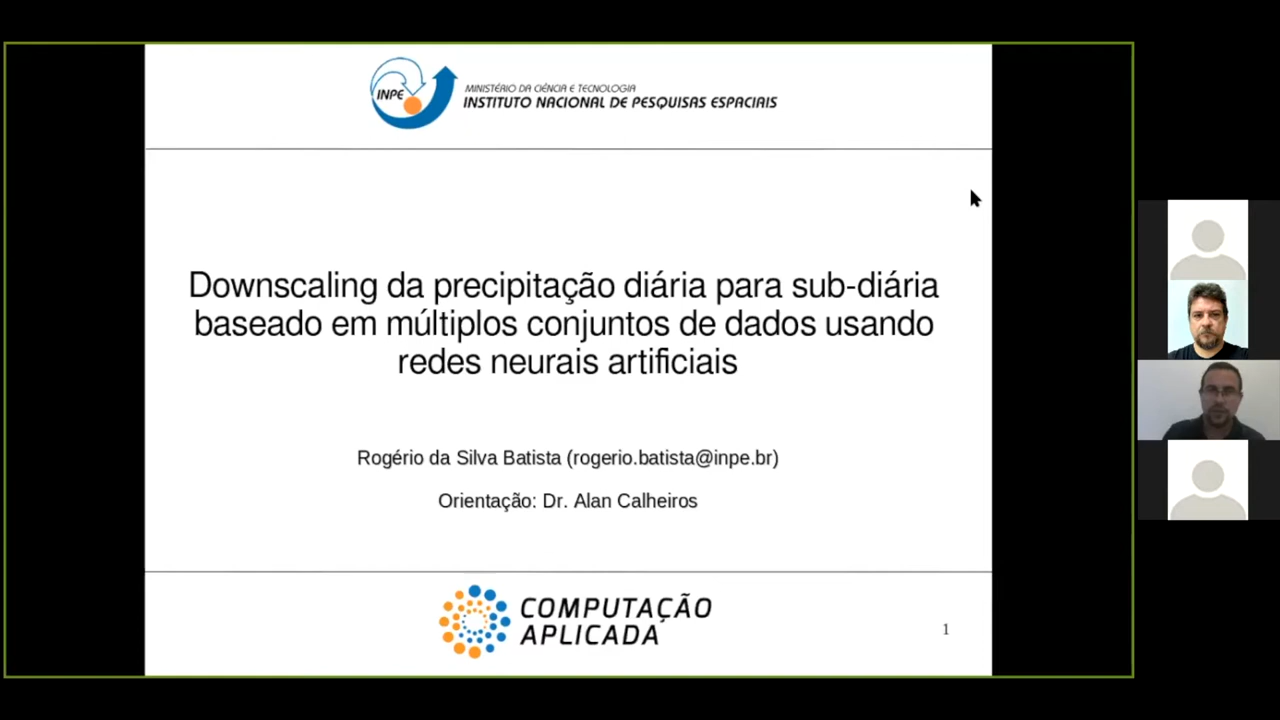 INPE
MINISTÉRIO DA CIÊNCIA E TECNOLOGIA
INSTITUTO NACIONAL DE PESQUISAS ESPACIAIS
Downscaling da precipitação diária para sub-diária
baseado em múltiplos conjuntos de dados usando
redes neurais artificiais
Rogério da Silva Batista (rogerio.batista@inpe.br)
Orientação: Dr. Alan Calheiros
COMPUTAÇÃO
APLICADA
1